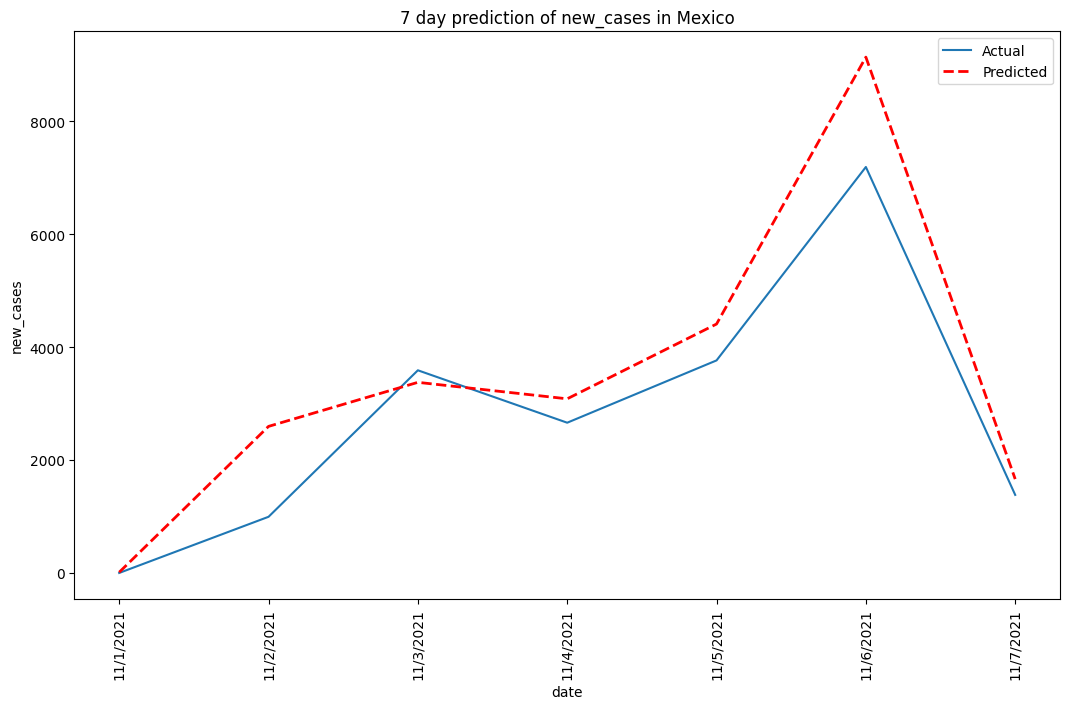 7 day prediction of new_cases in Mexico
Actual
Predicted
8000
6000
4000
2000
0
new_cases
11/1/2021
11/2/2021
11/3/2021
11/4/2021
11/5/2021
11/6/2021
11/7/2021
date